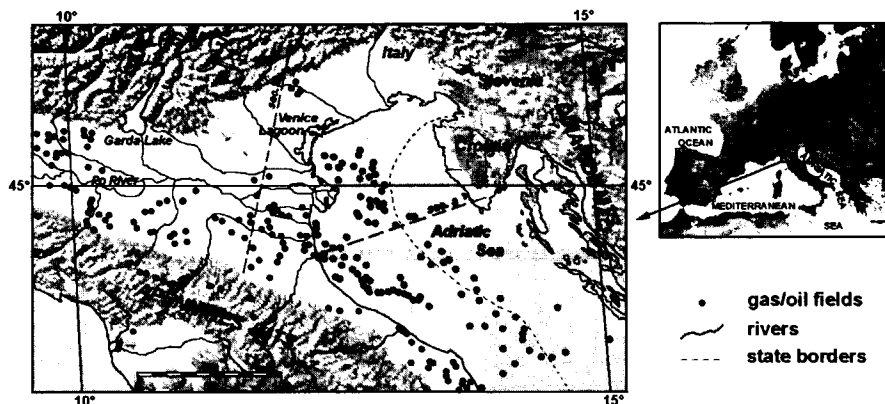 10°
15°
Italy
Slovenia
Venice
Lagoon
Garda Lake
Croatia
Po River
45°
45°
Adriatic
Sea
10°
15°
ATLANTIC
OCEAN
MEDITERRANEAN
SEA
gas/oil fields
rivers
state borders